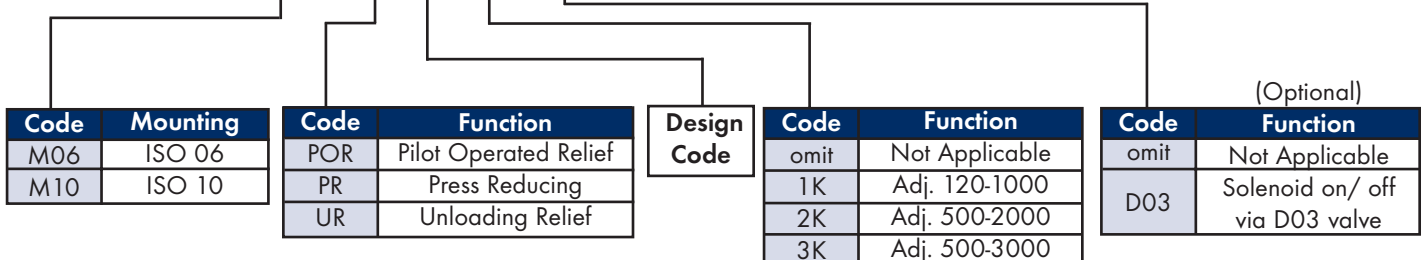 (Optional)
Code Mounting
M06 ISO 06
M10 ISO 10
Code Function
POR Pilot Operated Relief
PR Press Reducing
UR Unloading Relief
Design
Code
Code Function
omit Not Applicable
1K Adj. 120-1000
2K Adj. 500-2000
3K Adj. 500-3000
Code Function
omit Not Applicable
D03 Solenoid on/ off
via D03 valve